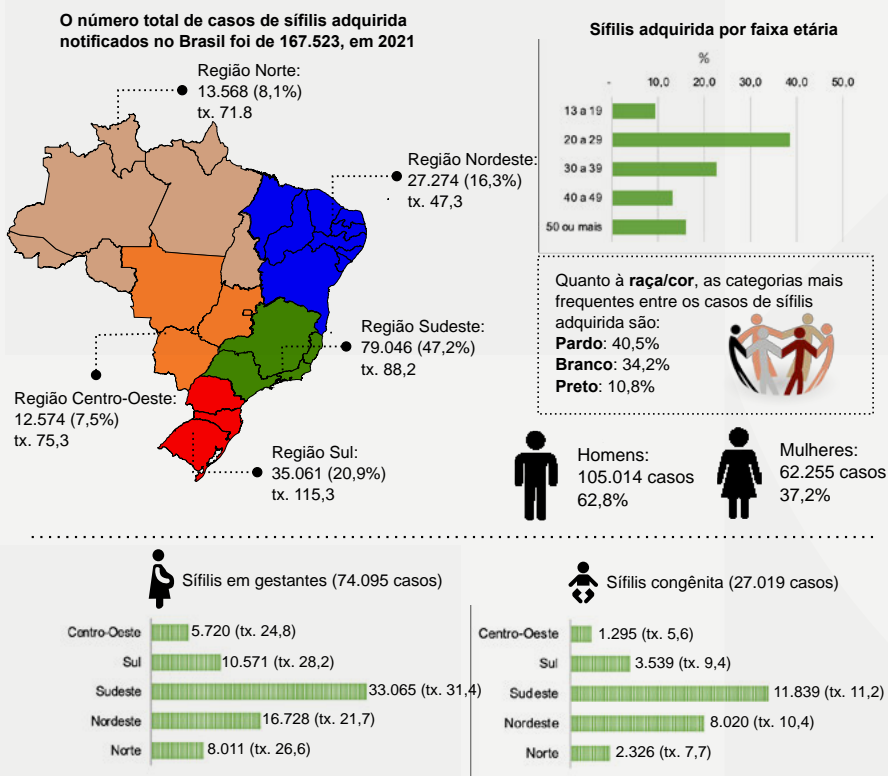 O número total de casos de sífilis adquirida
notificados no Brasil foi de 167.523, em 2021
Região Norte:
13.568 (8,1%)
tx. 71.8
Região Nordeste:
27.274 (16,3%)
tx. 47,3
Região Sudeste:
79.046 (47,2%)
tx. 88,2
Região Centro-Oeste:
12.574 (7,5%)
tx. 75,3
Região Sul:
35.061 (20,9%)
tx. 115,3
Sífilis adquirida por faixa etária
%
- 10,0 20,0 30,0 40,0 50,0
13 a 19
20 a 29
30 a 39
40 a 49
50 ou mais
Quanto à raça/cor, as categorias mais
frequentes entre os casos de sífilis
adquirida são:
Pardo: 40,5%
Branco: 34,2%
Preto: 10,8%
Homens:
105.014 casos
62,8%
Mulheres:
62.255 casos
37,2%
Sífilis em gestantes (74.095 casos)
Centro-Oeste 5.720 (tx. 24,8)
Sul 10.571 (tx. 28,2)
Sudeste 33.065 (tx. 31,4)
Nordeste 16.728 (tx. 21,7)
Norte 8.011 (tx. 26,6)
Sífilis congênita (27.019 casos)
Centro-Oeste 1.295 (tx. 5,6)
Sul 3.539 (tx. 9,4)
Sudeste 11.839 (tx. 11,2)
Nordeste 8.020 (tx. 10,4)
Norte 2.326 (tx. 7,7)